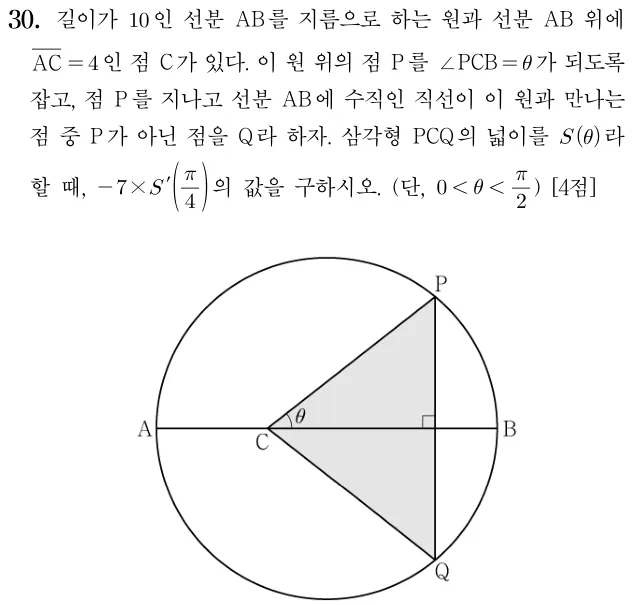 30. 길이가 10인 선분 AB를 지름으로 하는 원과 선분 AB 위에
AC=4인 점 C가 있다. 이 원 위의 점 P를 ∠PCB=θ가 되도록
잡고, 점 P를 지나고 선분 AB에 수직인 직선이 이 원과 만나는
점 중 P가 아닌 점을 Q라 하자. 삼각형 PCQ의 넓이를 S(θ)라
할 때, −7×S′(π/4)의 값을 구하시오. (단, 0<θ<π/2) [4점]
P
A
C
θ
B
Q